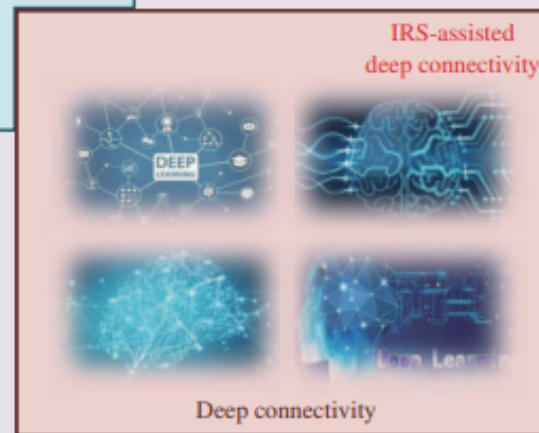 IRS-assisted
deep connectivity
DEEP
LEARNING
Deep Learning
Deep connectivity